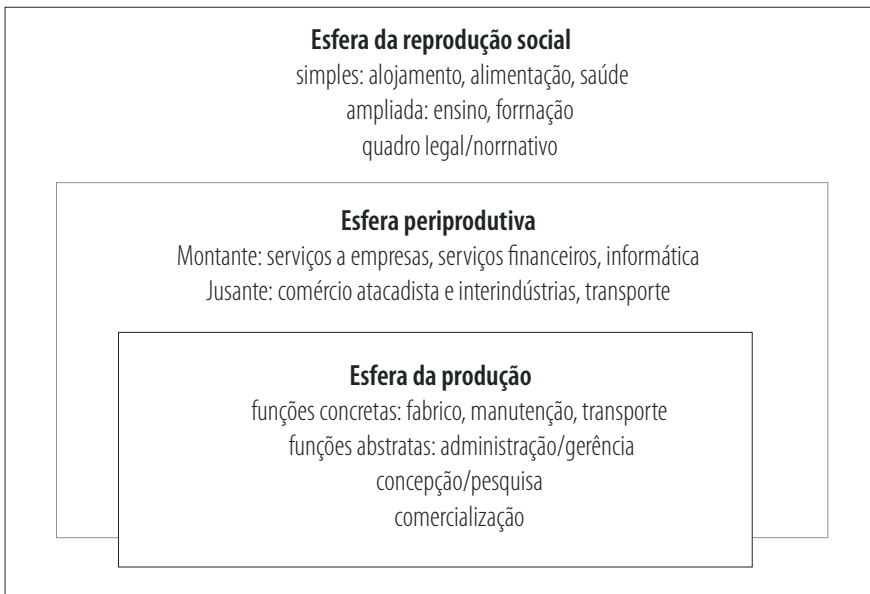 Esfera da reprodução social
simples: alojamento, alimentação, saúde
ampliada: ensino, forrnação
quadro legal/norrnativo
Esfera periprodutiva
Montante: serviços a empresas, serviços financeiros, informática
Jusante: comércio atacadista e interindústrias, transporte
Esfera da produção
funções concretas: fabrico, manutenção, transporte
funções abstratas: administração/gerência
concepção/pesquisa
comercialização